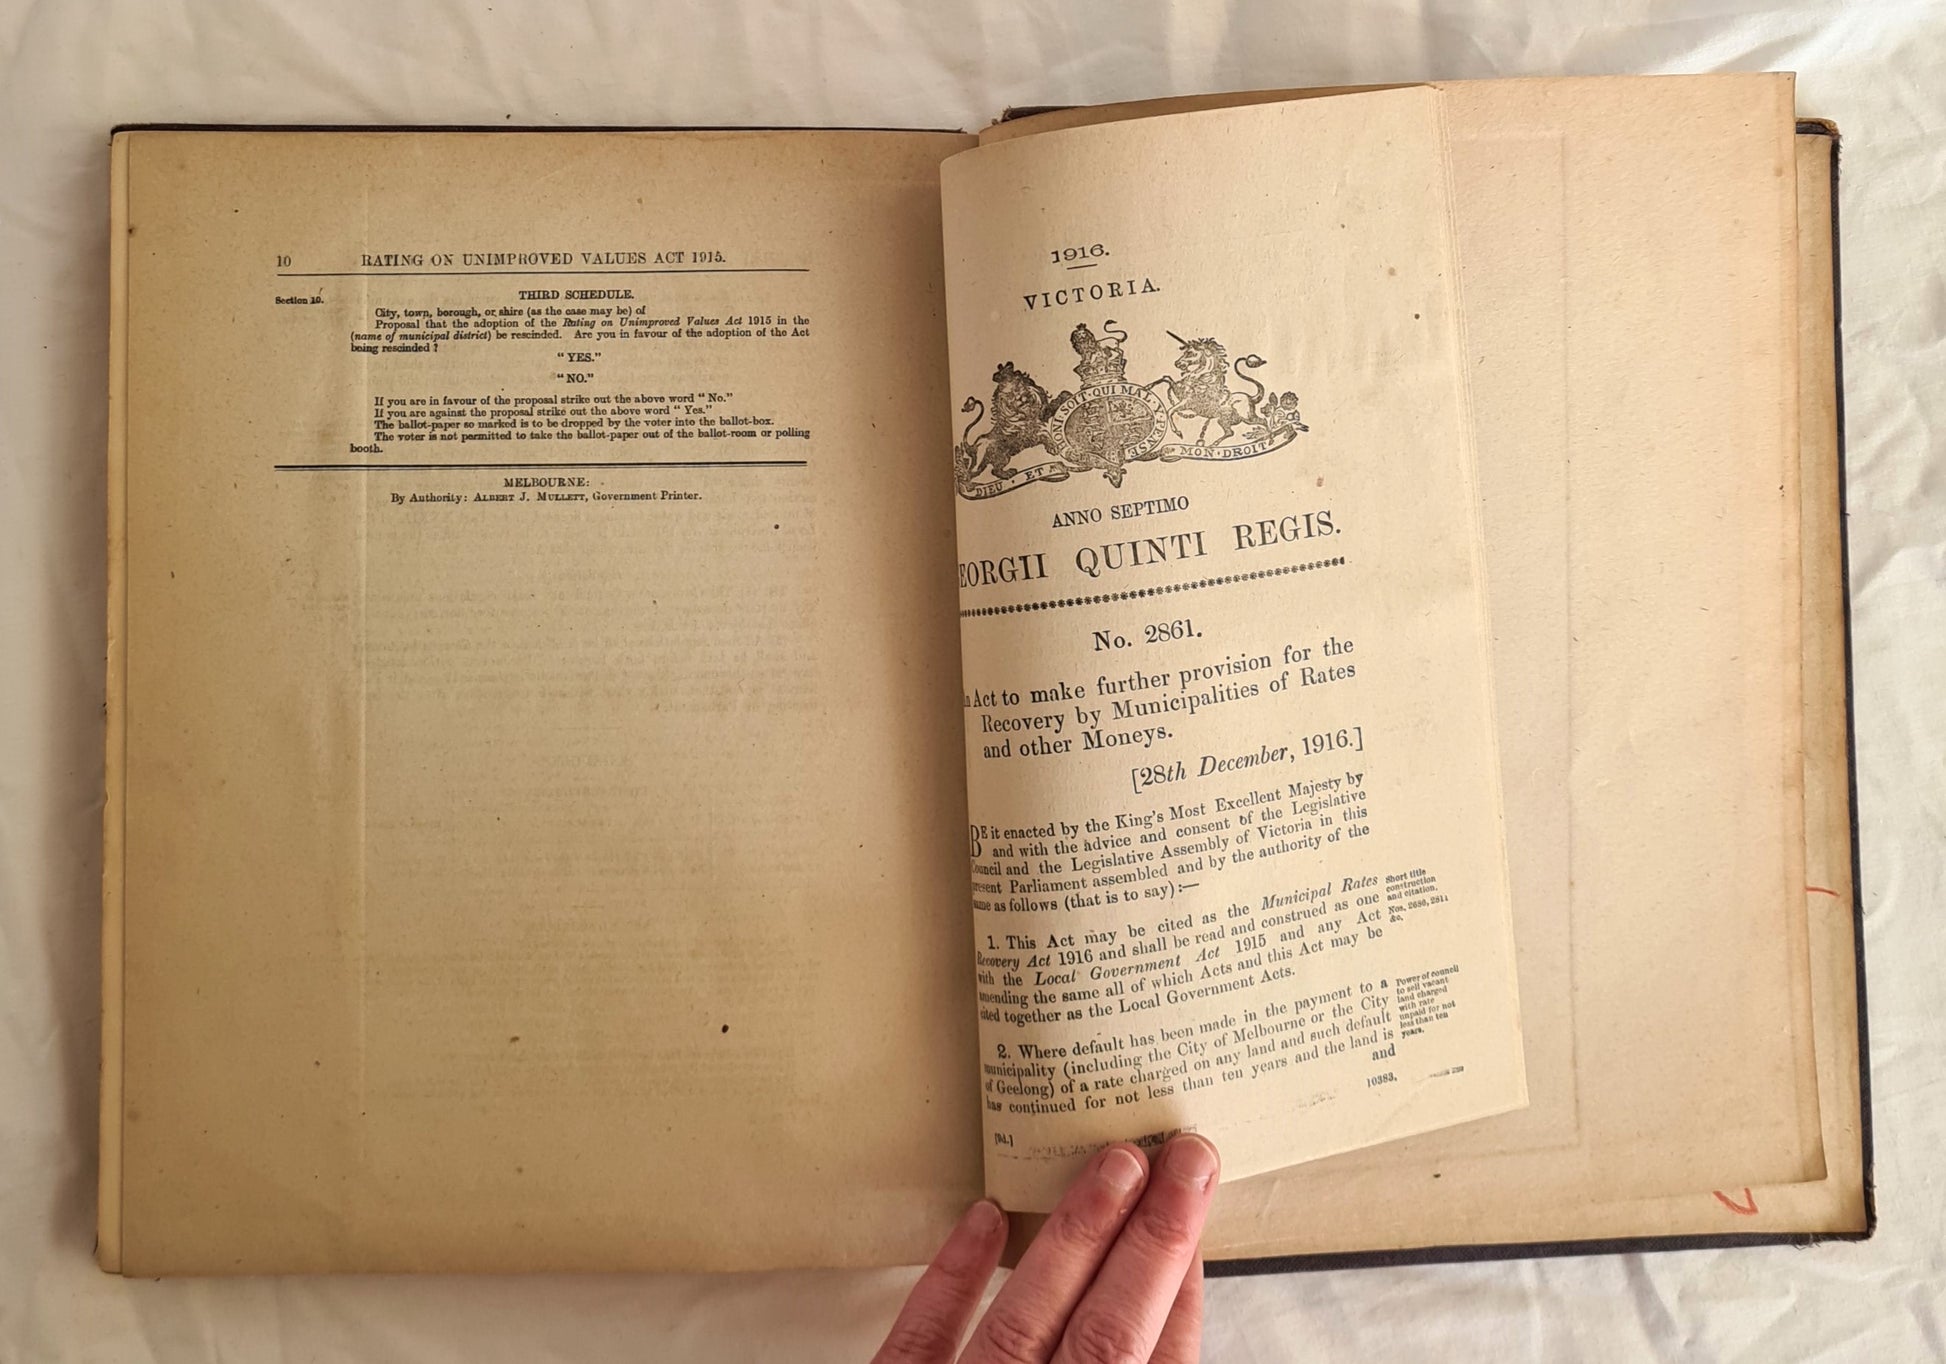 10 RATING ON UNIMPROVED VALUES ACT 1915.
Section 10.
THIRD SCHEDULE.
City, town, borough, or shire (as the case may be) of
Proposal that the adoption of the Rating on Unimproved Values Act 1915 in the
(name of municipal district) be rescinded. Are you in favour of the adoption of the Act
being rescinded ?
“ YES.”
“ NO.”
If you are in favour of the proposal strike out the above word “ No.”
If you are against the proposal strike out the above word “ Yes.”
The ballot-paper so marked is to be dropped by the voter into the ballot-box.
The voter is not permitted to take the ballot-paper out of the ballot-room or polling
booth.
MELBOURNE:
By Authority: ALBERT J. MULLETT, Government Printer.
1916.
VICTORIA.
HONI·SOIT·QUI MAL·Y·PENSE
DIEU · ET MON·DROIT
ANNO SEPTIMO
EORGII QUINTI REGIS.
No. 2861.
n Act to make further provision for the
Recovery by Municipalities of Rates
and other Moneys.
[28th December, 1916.]
BE it enacted by the King's Most Excellent Majesty by
and with the advice and consent of the Legislative
Council and the Legislative Assembly of Victoria in this
resent Parliament assembled and by the authority of the
ame as follows (that is to say):—
1. This Act may be cited as the Municipal Rates
Recovery Act 1916 and shall be read and construed as one
with the Local Government Act 1915 and any Act
mending the same all of which Acts and this Act may be
cited together as the Local Government Acts.
Short title
construction
and citation.
Nos. 2686, 2811
&c.
2. Where default has been made in the payment to a
municipality (including the City of Melbourne or the City
of Geelong) of a rate charged on any land and such default
has continued for not less than ten years and the land is
and
Power of council
to sell vacant
land charged
with rate
unpaid for not
less than ten
years.
[9d.]
10383.